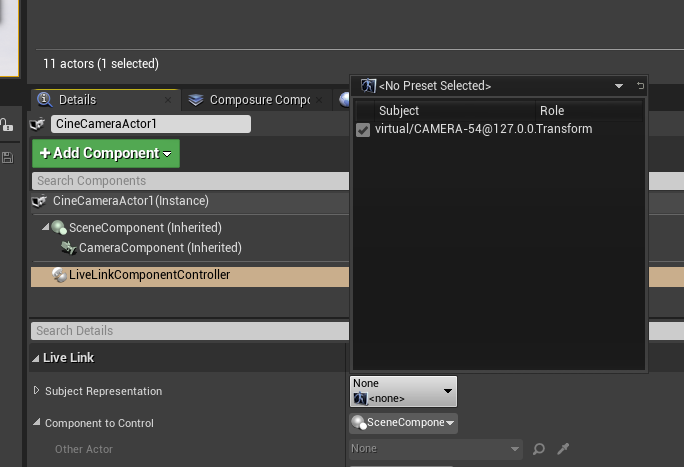 11 actors (1 selected)
<No Preset Selected>
Details
Composure Compo
Subject
Role
CineCameraActor1
virtual/CAMERA-54@127.0.0.Transform
+ Add Component
Search Components
CineCameraActor1(Instance)
SceneComponent (Inherited)
CameraComponent (Inherited)
LiveLinkComponentController
Search Details
Live Link
None
Subject Representation
<none>
Component to Control
SceneCompone
Other Actor
None